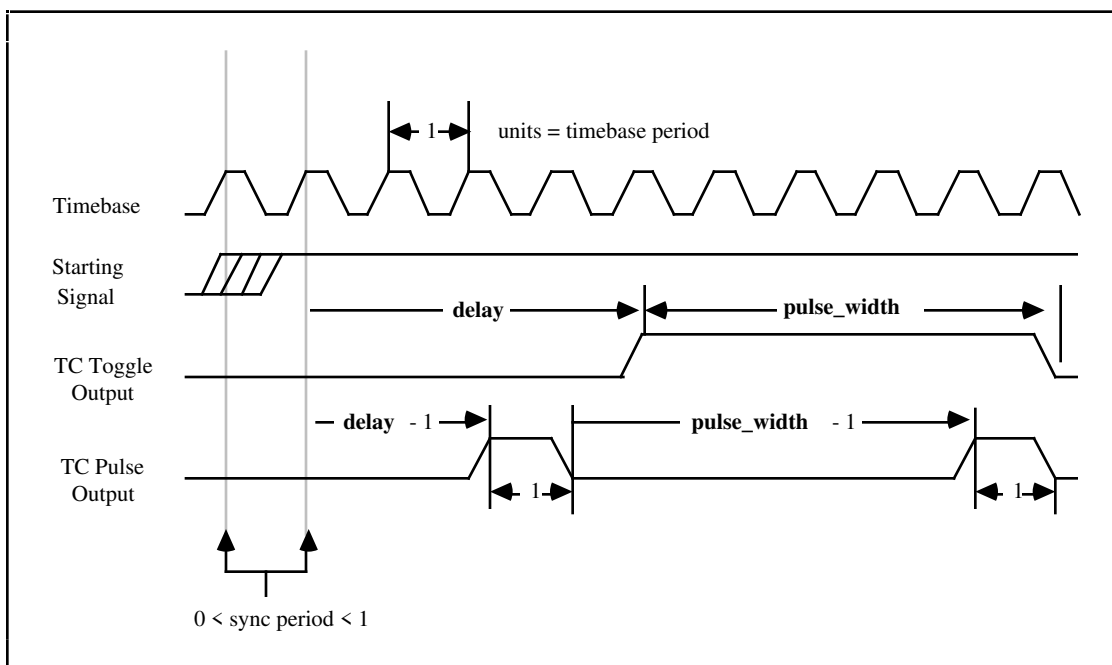 1 units = timebase period
Timebase
Starting
Signal
delay pulse_width
TC Toggle
Output
delay - 1 pulse_width - 1
TC Pulse
Output
1 1
0 < sync period < 1